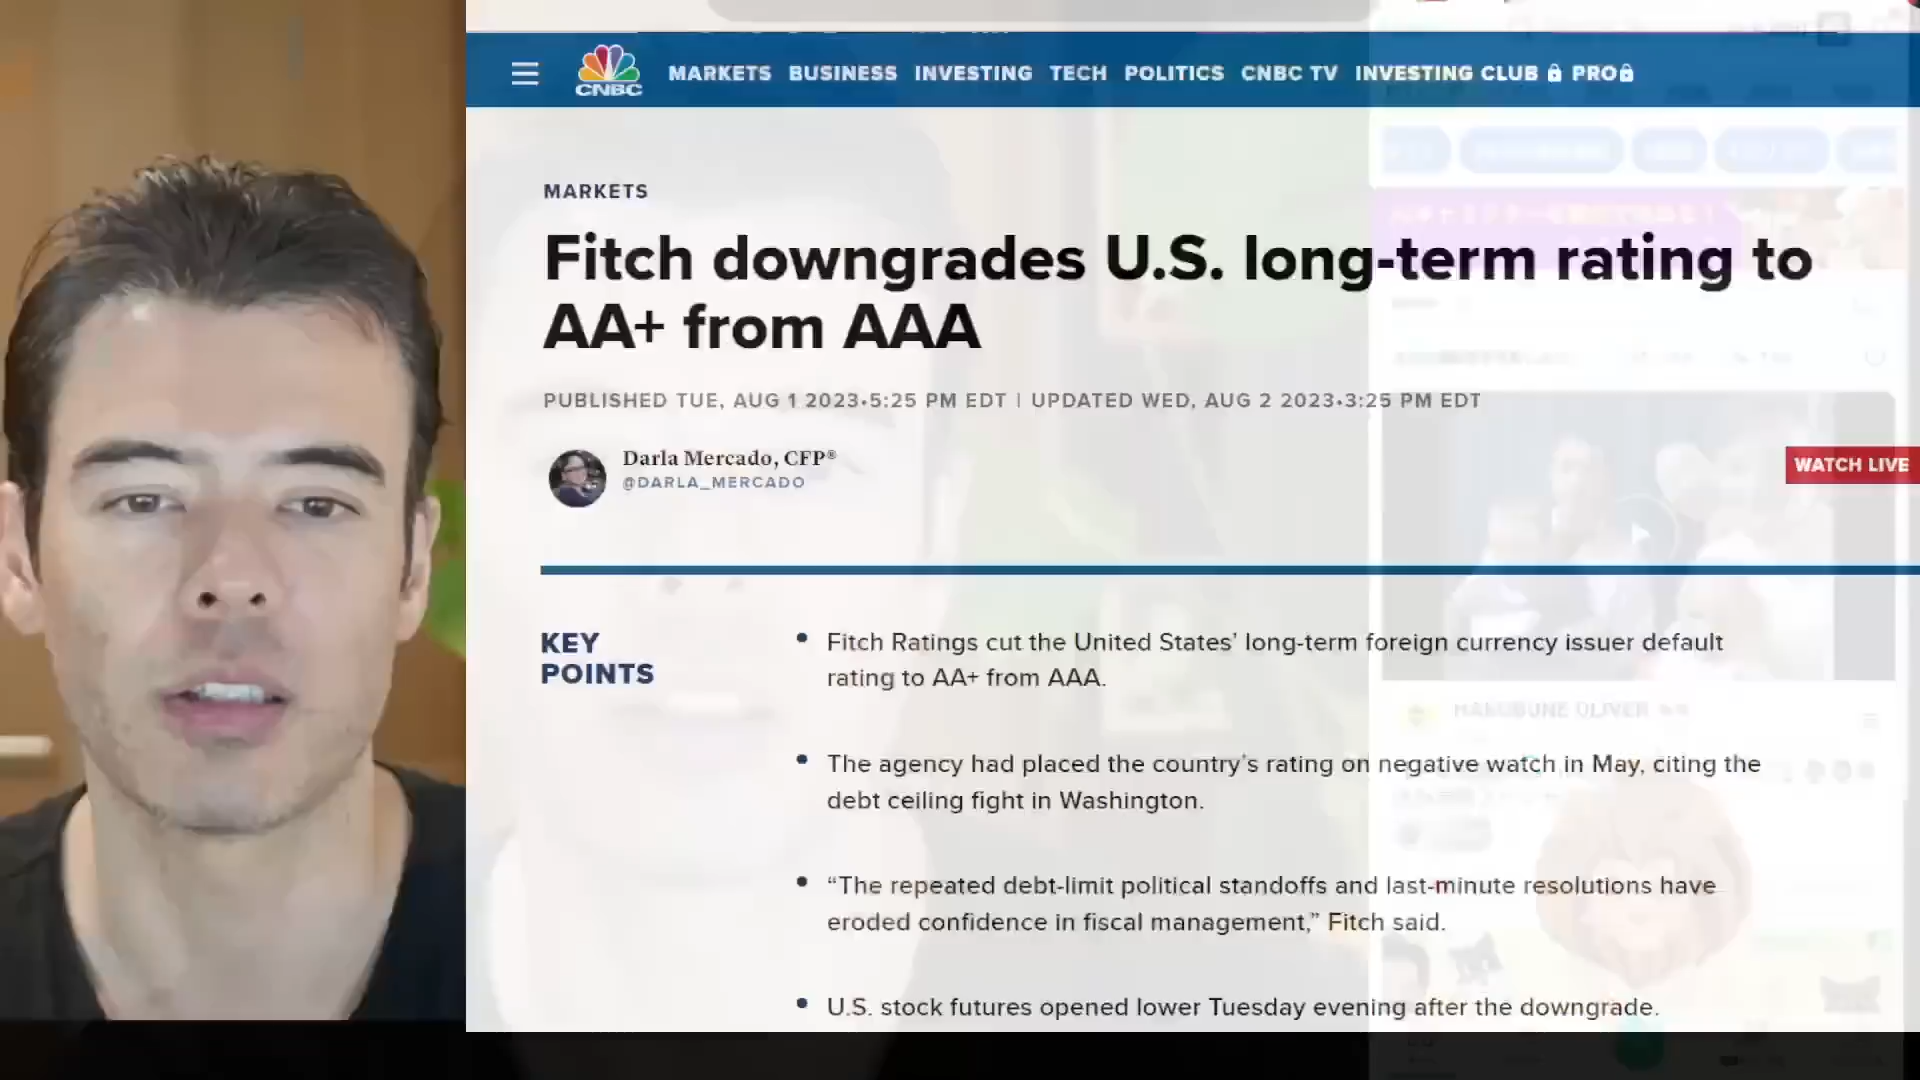 CNBC
MARKETS BUSINESS INVESTING TECH POLITICS CNBC TV INVESTING CLUB PRO
MARKETS
Fitch downgrades U.S. long-term rating to
AA+ from AAA
PUBLISHED TUE, AUG 1 2023•5:25 PM EDT | UPDATED WED, AUG 2 2023•3:25 PM EDT
Darla Mercado, CFP®
@DARLA_MERCADO
WATCH LIVE
KEY
POINTS
• Fitch Ratings cut the United States’ long-term foreign currency issuer default
rating to AA+ from AAA.
• The agency had placed the country’s rating on negative watch in May, citing the
debt ceiling fight in Washington.
• “The repeated debt-limit political standoffs and last-minute resolutions have
eroded confidence in fiscal management,” Fitch said.
• U.S. stock futures opened lower Tuesday evening after the downgrade.